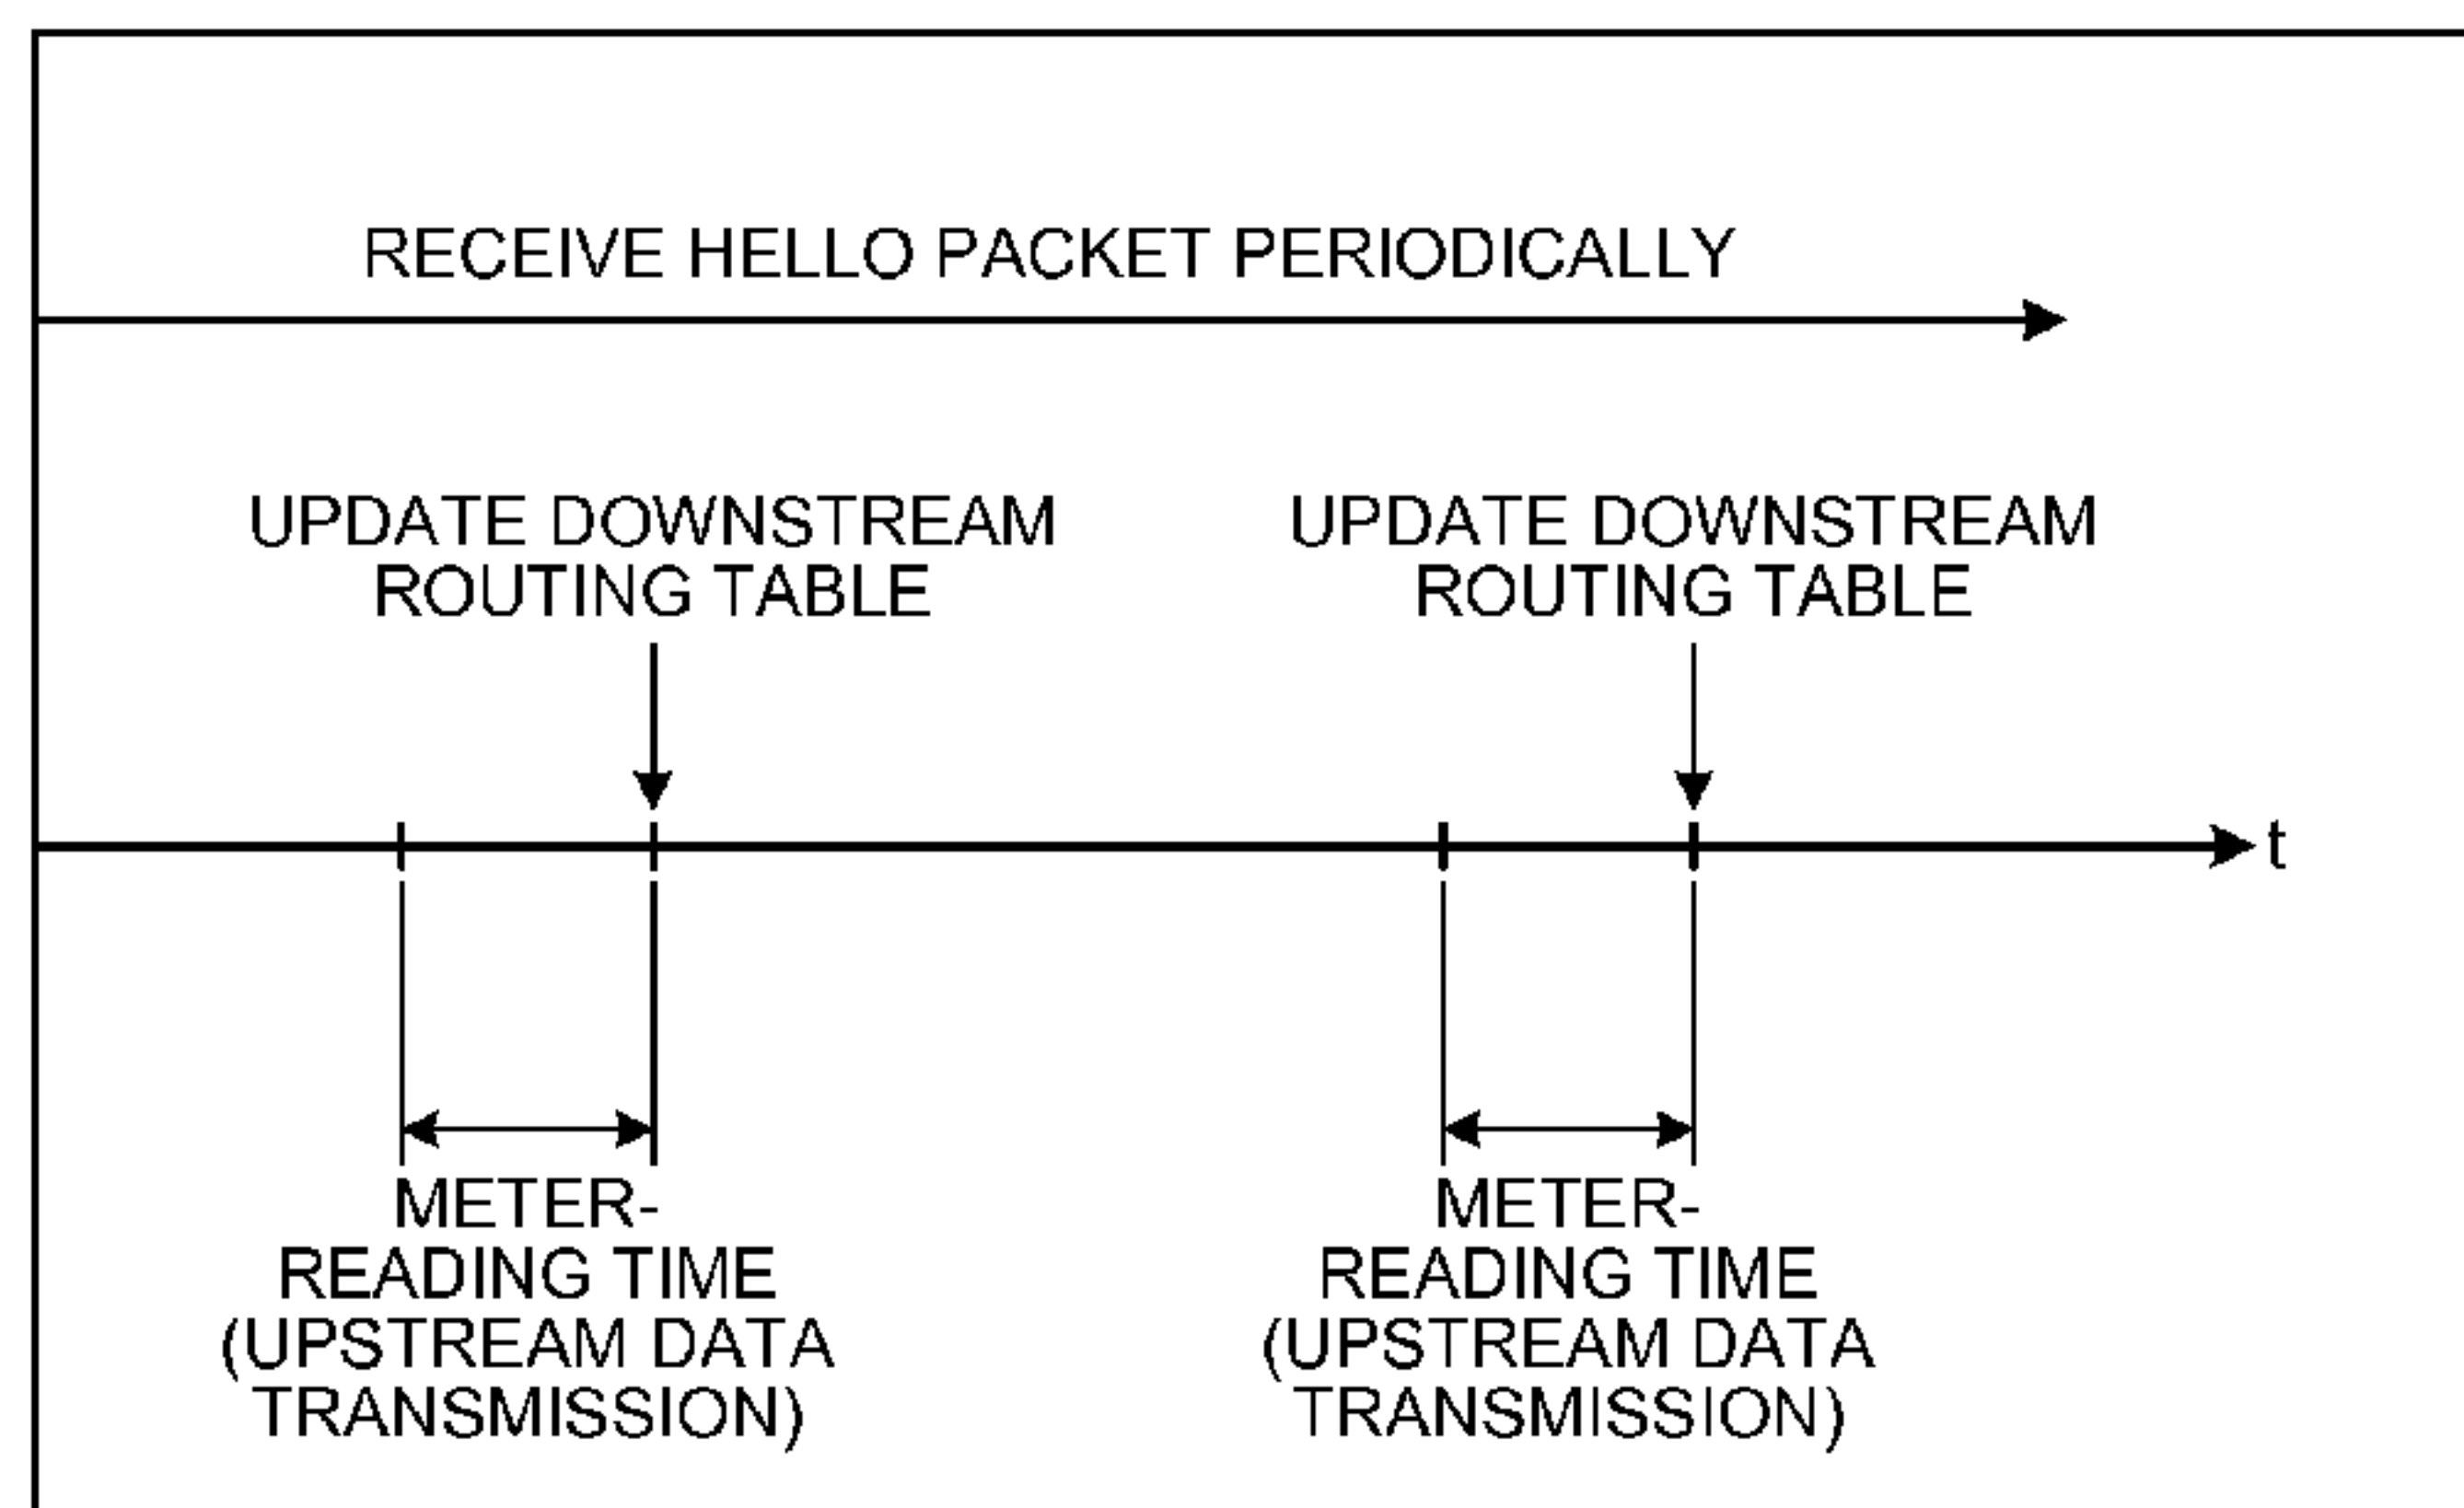 RECEIVE HELLO PACKET PERIODICALLY
UPDATE DOWNSTREAM
ROUTING TABLE
UPDATE DOWNSTREAM
ROUTING TABLE
t
METER-
READING TIME
(UPSTREAM DATA
TRANSMISSION)
METER-
READING TIME
(UPSTREAM DATA
TRANSMISSION)